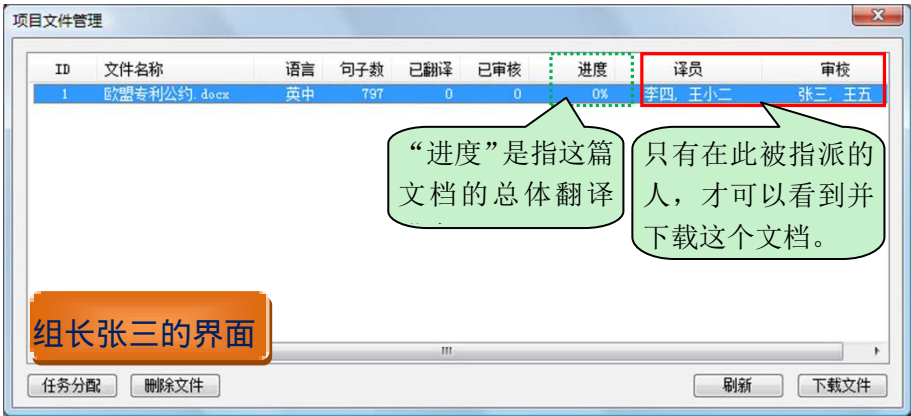 项目文件管理
ID 文件名称 语言 句子数 已翻译 已审核 进度 译员 审核
1 欧盟专利公约.docx 英中 797 0 0 0% 李四, 王小二 张三, 王五
“进度”是指这篇
文档的总体翻译
只有在此被指派的
人，才可以看到并
下载这个文档。
组长张三的界面
任务分配 删除文件 刷新 下载文件